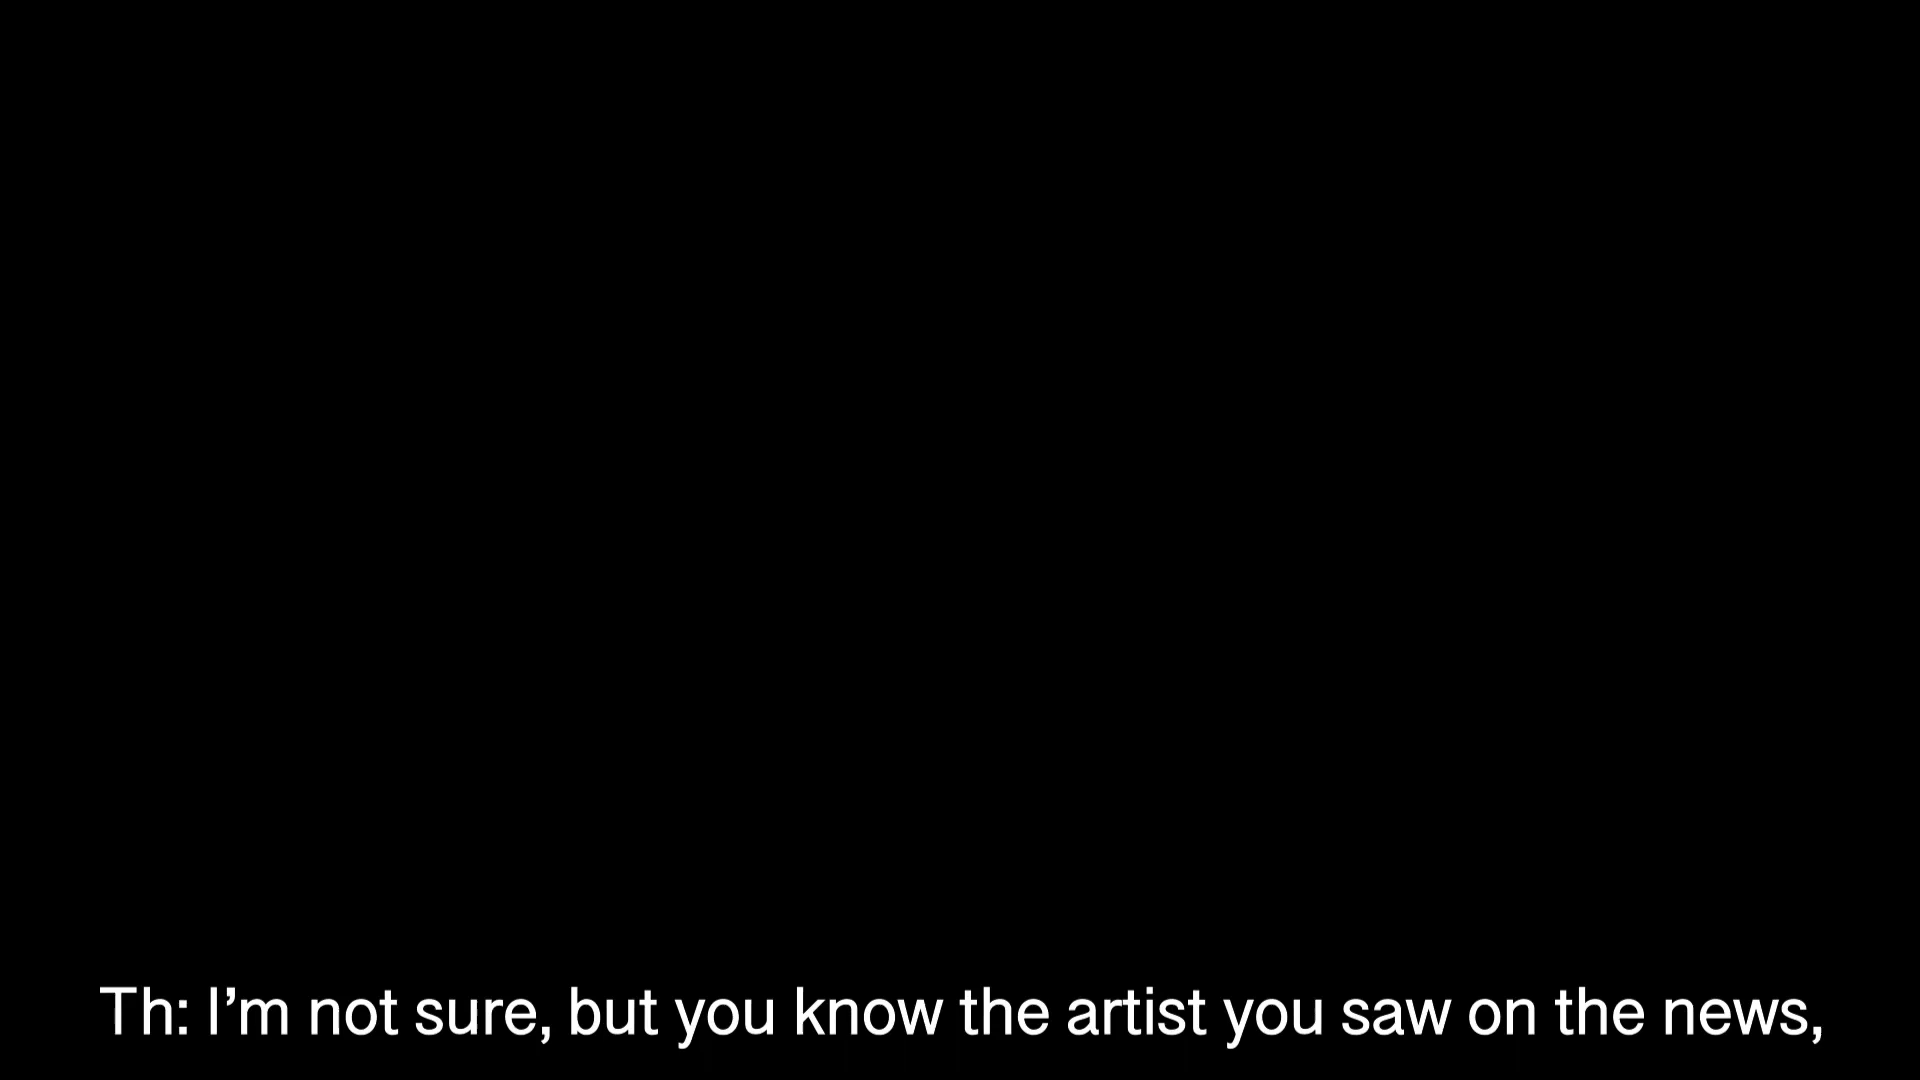 Th: I’m not sure, but you know the artist you saw on the news,